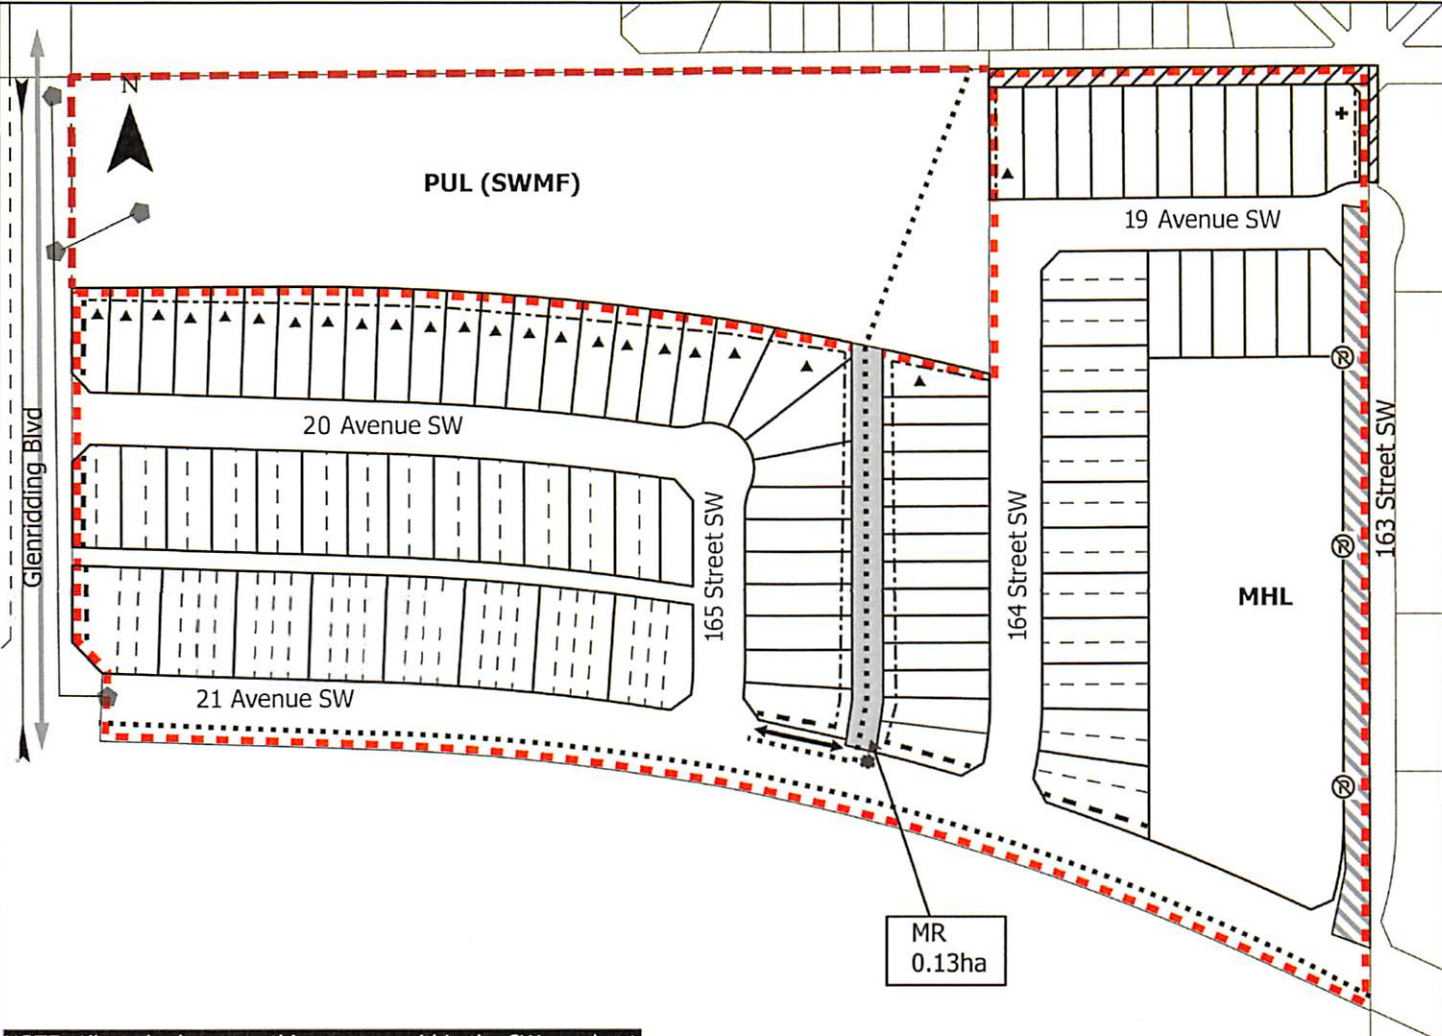 N
PUL (SWMF)
19 Avenue SW
20 Avenue SW
Glenridding Blvd
165 Street SW
164 Street SW
163 Street SW
MHL
21 Avenue SW
MR
0.13ha